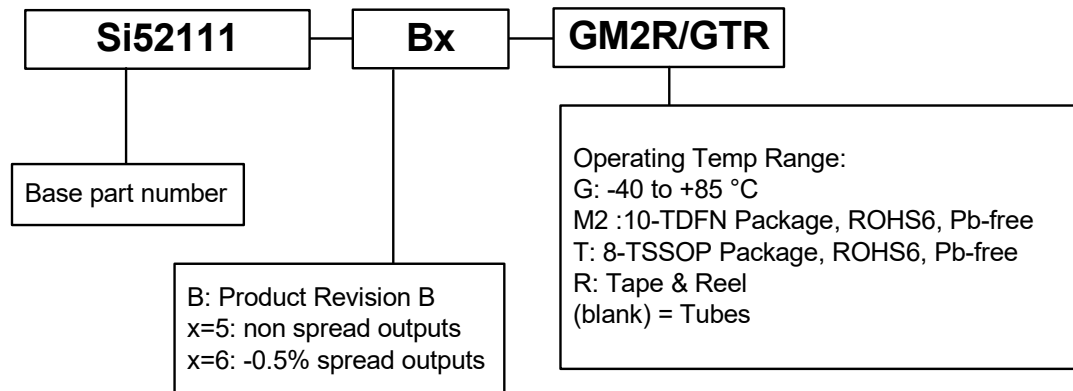 Si52111
Bx
GM2R/GTR
Base part number
B: Product Revision B
x=5: non spread outputs
x=6: -0.5% spread outputs
Operating Temp Range:
G: -40 to +85 °C
M2 :10-TDFN Package, ROHS6, Pb-free
T: 8-TSSOP Package, ROHS6, Pb-free
R: Tape & Reel
(blank) = Tubes